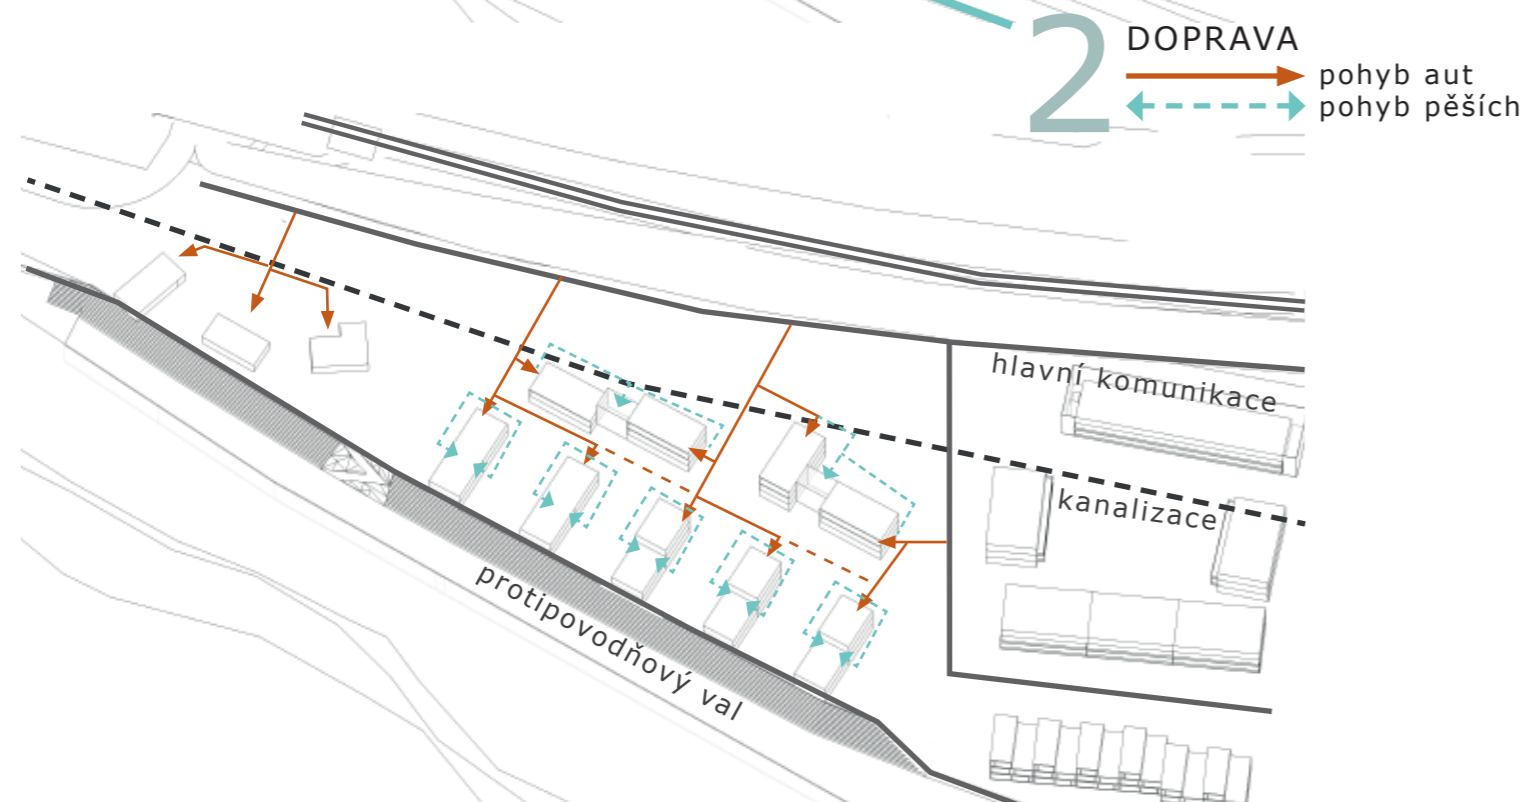 2 DOPRAVA
pohyb aut
pohyb pěších
hlavní komunikace
kanalizace
protipovodňový val